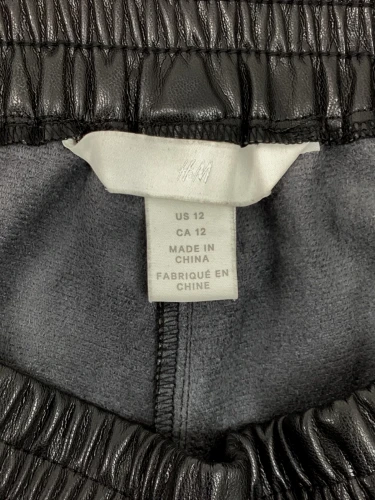 H&M
US 12
CA 12
MADE IN
CHINA
FABRIQUÉ EN
CHINE